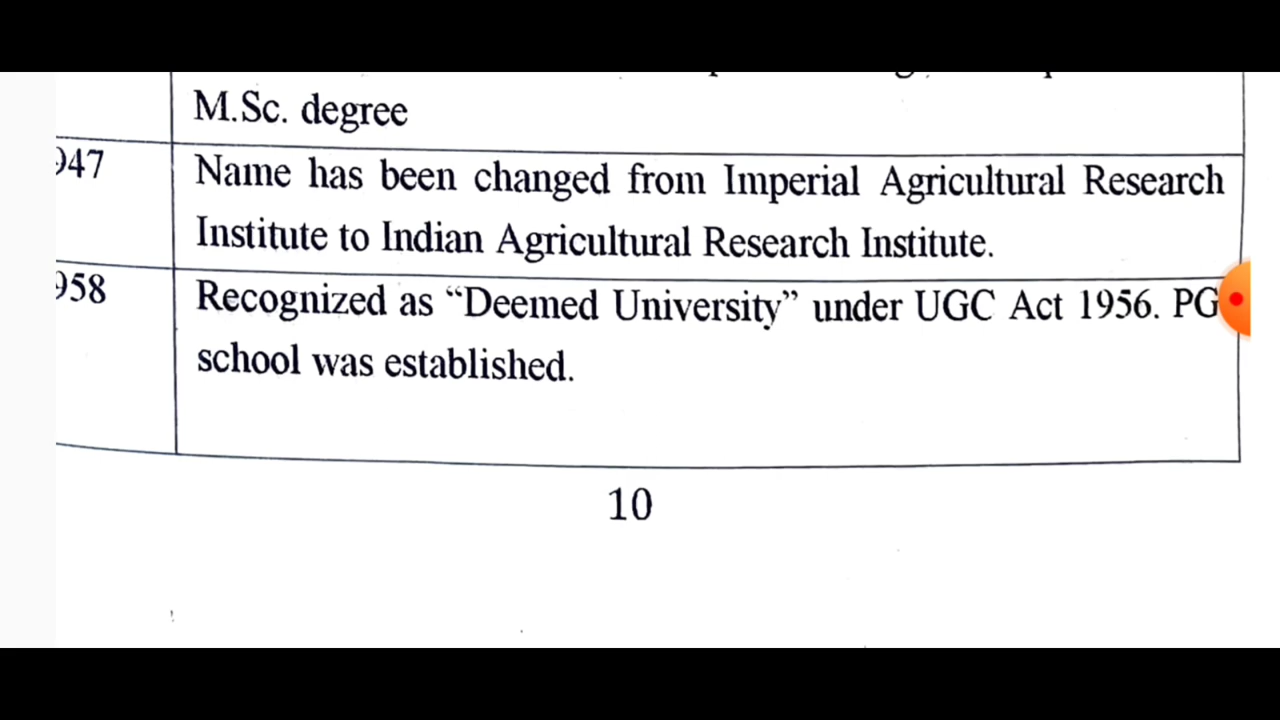 M.Sc. degree
947
Name has been changed from Imperial Agricultural Research
Institute to Indian Agricultural Research Institute.
958
Recognized as “Deemed University” under UGC Act 1956. PG
school was established.
10